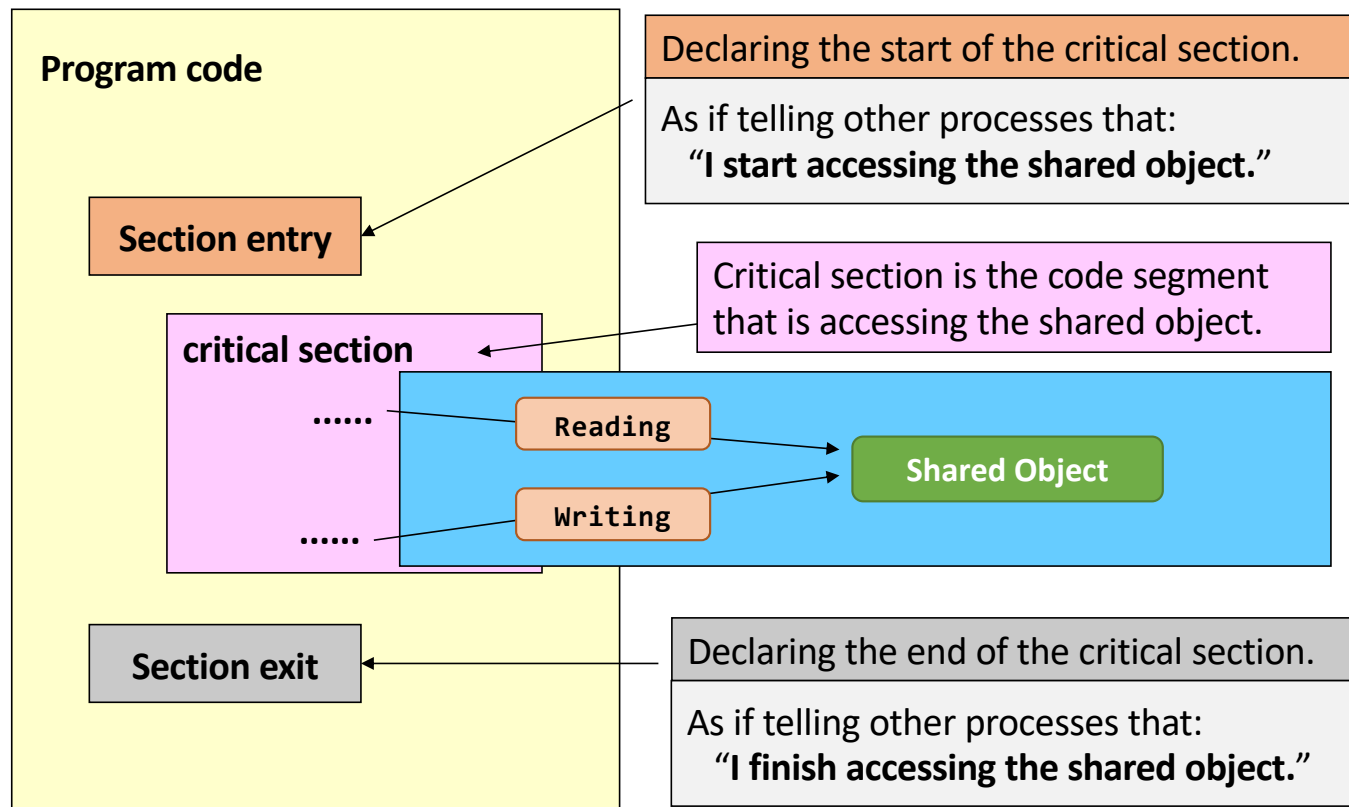 Program code
Declaring the start of the critical section.
As if telling other processes that:
“I start accessing the shared object.”
Section entry
Critical section is the code segment
that is accessing the shared object.
critical section
......
Reading
Shared Object
Writing
......
Section exit
Declaring the end of the critical section.
As if telling other processes that:
“I finish accessing the shared object.”